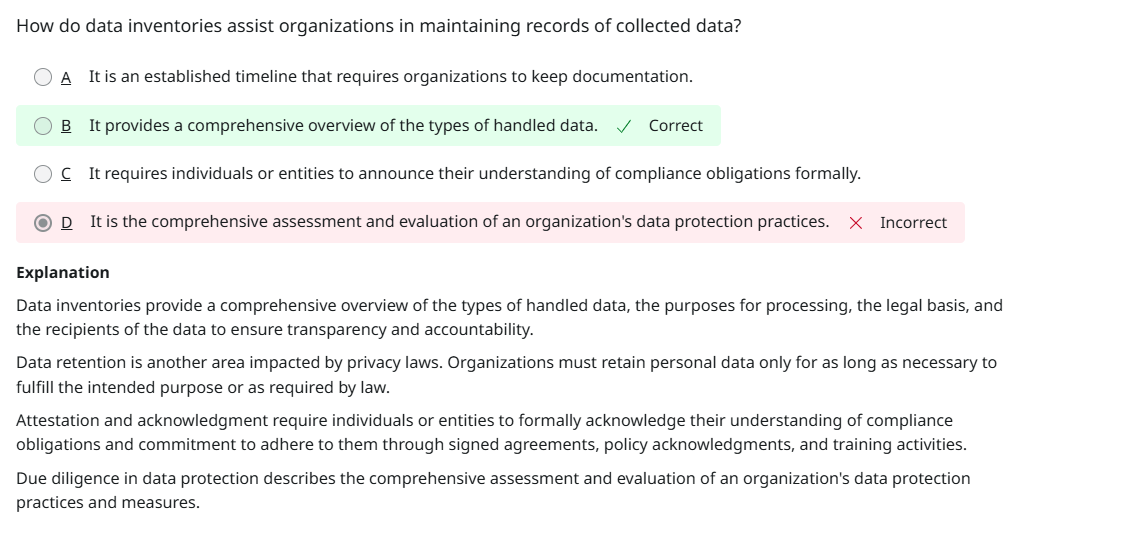 How do data inventories assist organizations in maintaining records of collected data?
A It is an established timeline that requires organizations to keep documentation.
B It provides a comprehensive overview of the types of handled data. ✓ Correct
C It requires individuals or entities to announce their understanding of compliance obligations formally.
D It is the comprehensive assessment and evaluation of an organization's data protection practices. ✕ Incorrect
Explanation
Data inventories provide a comprehensive overview of the types of handled data, the purposes for processing, the legal basis, and
the recipients of the data to ensure transparency and accountability.
Data retention is another area impacted by privacy laws. Organizations must retain personal data only for as long as necessary to
fulfill the intended purpose or as required by law.
Attestation and acknowledgment require individuals or entities to formally acknowledge their understanding of compliance
obligations and commitment to adhere to them through signed agreements, policy acknowledgments, and training activities.
Due diligence in data protection describes the comprehensive assessment and evaluation of an organization's data protection
practices and measures.